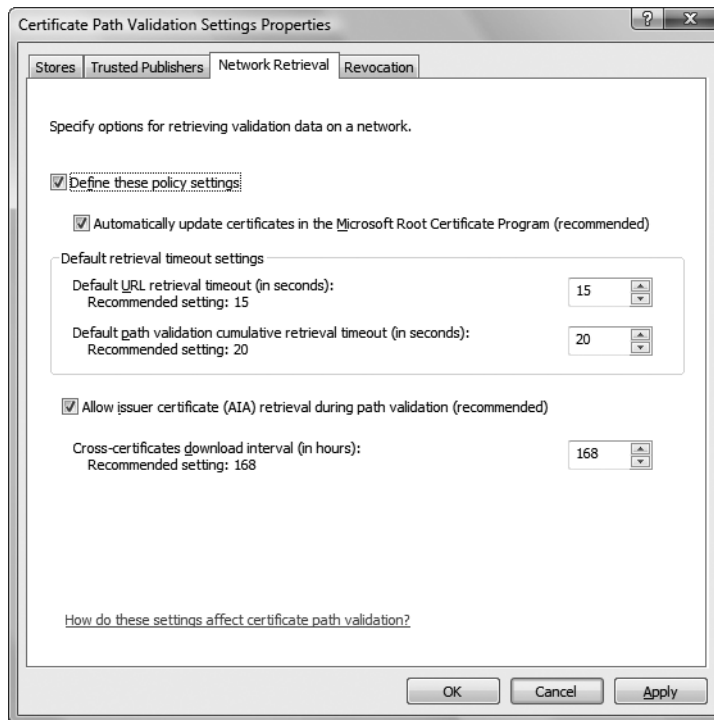 Certificate Path Validation Settings Properties
? X
Stores Trusted Publishers Network Retrieval Revocation
Specify options for retrieving validation data on a network.
Define these policy settings
Automatically update certificates in the Microsoft Root Certificate Program (recommended)
Default retrieval timeout settings
Default URL retrieval timeout (in seconds): 15
Recommended setting: 15
Default path validation cumulative retrieval timeout (in seconds): 20
Recommended setting: 20
Allow issuer certificate (AIA) retrieval during path validation (recommended)
Cross-certificates download interval (in hours): 168
Recommended setting: 168
How do these settings affect certificate path validation?
OK Cancel Apply